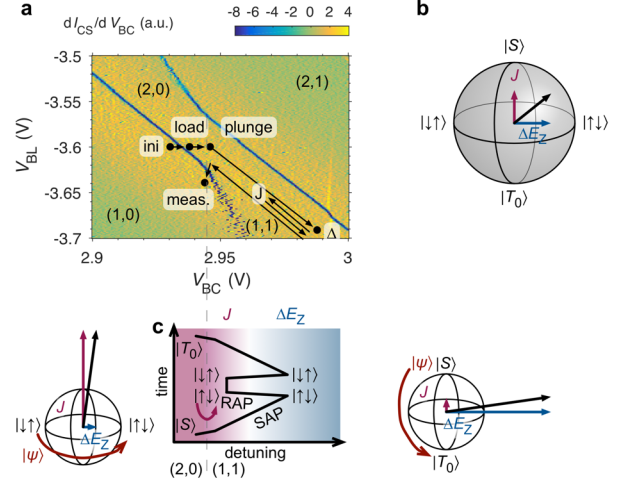 a
d I_CS/d V_BC (a.u.)
-8 -6 -4 -2 0 2 4
b
-3.5
-3.55
-3.6
-3.65
-3.7
V_BL (V)
(2,0)
(2,1)
load
plunge
ini
meas.
J
(1,0)
(1,1)
Δ
2.9
2.95
3
V_BC (V)
|S⟩
J
|↓↑⟩
|↑↓⟩
ΔE_Z
|T_0⟩
c
J
ΔE_Z
time
|T_0⟩
|↓↑⟩
|↓↑⟩
|↑↓⟩
|↑↓⟩
RAP
SAP
|S⟩
detuning
(2,0)
(1,1)
|↓↑⟩
J
|↑↓⟩
ΔE_Z
|ψ⟩
|ψ⟩
|S⟩
J
ΔE_Z
|T_0⟩